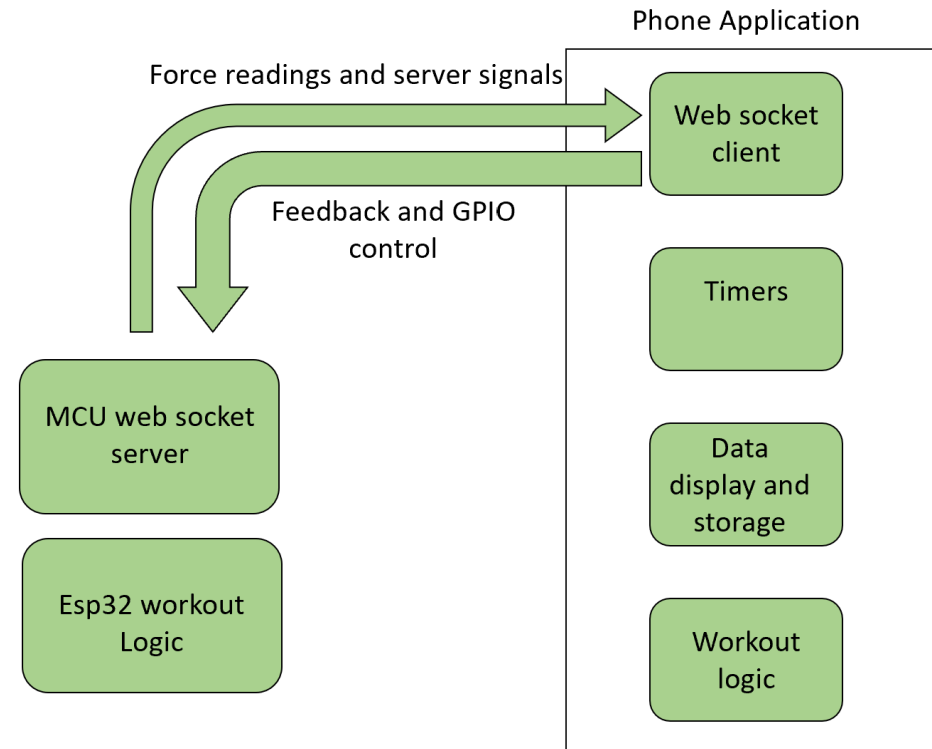 Phone Application
Force readings and server signals
Web socket
client
Feedback and GPIO
control
Timers
MCU web socket
server
Data
display and
storage
Esp32 workout
Logic
Workout
logic